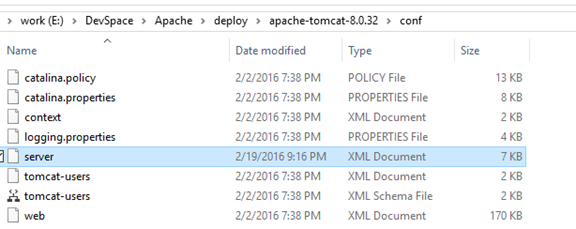 work (E:) > DevSpace > Apache > deploy > apache-tomcat-8.0.32 > conf
Name Date modified Type Size
catalina.policy 2/2/2016 7:38 PM POLICY File 13 KB
catalina.properties 2/2/2016 7:38 PM PROPERTIES File 8 KB
context 2/2/2016 7:38 PM XML Document 2 KB
logging.properties 2/2/2016 7:38 PM PROPERTIES File 4 KB
server 2/19/2016 9:16 PM XML Document 7 KB
tomcat-users 2/2/2016 7:38 PM XML Document 2 KB
tomcat-users 2/2/2016 7:38 PM XML Schema File 2 KB
web 2/2/2016 7:38 PM XML Document 170 KB